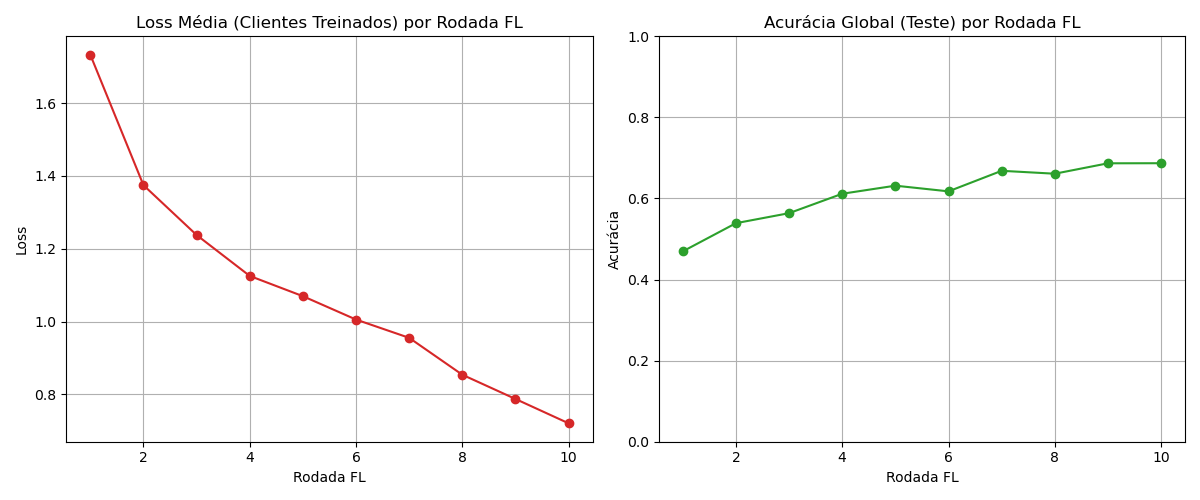 Loss Média (Clientes Treinados) por Rodada FL
1.6
1.4
1.2
1.0
0.8
Loss
2 4 6 8 10
Rodada FL
Acurácia Global (Teste) por Rodada FL
1.0
0.8
0.6
0.4
0.2
0.0
Acurácia
2 4 6 8 10
Rodada FL